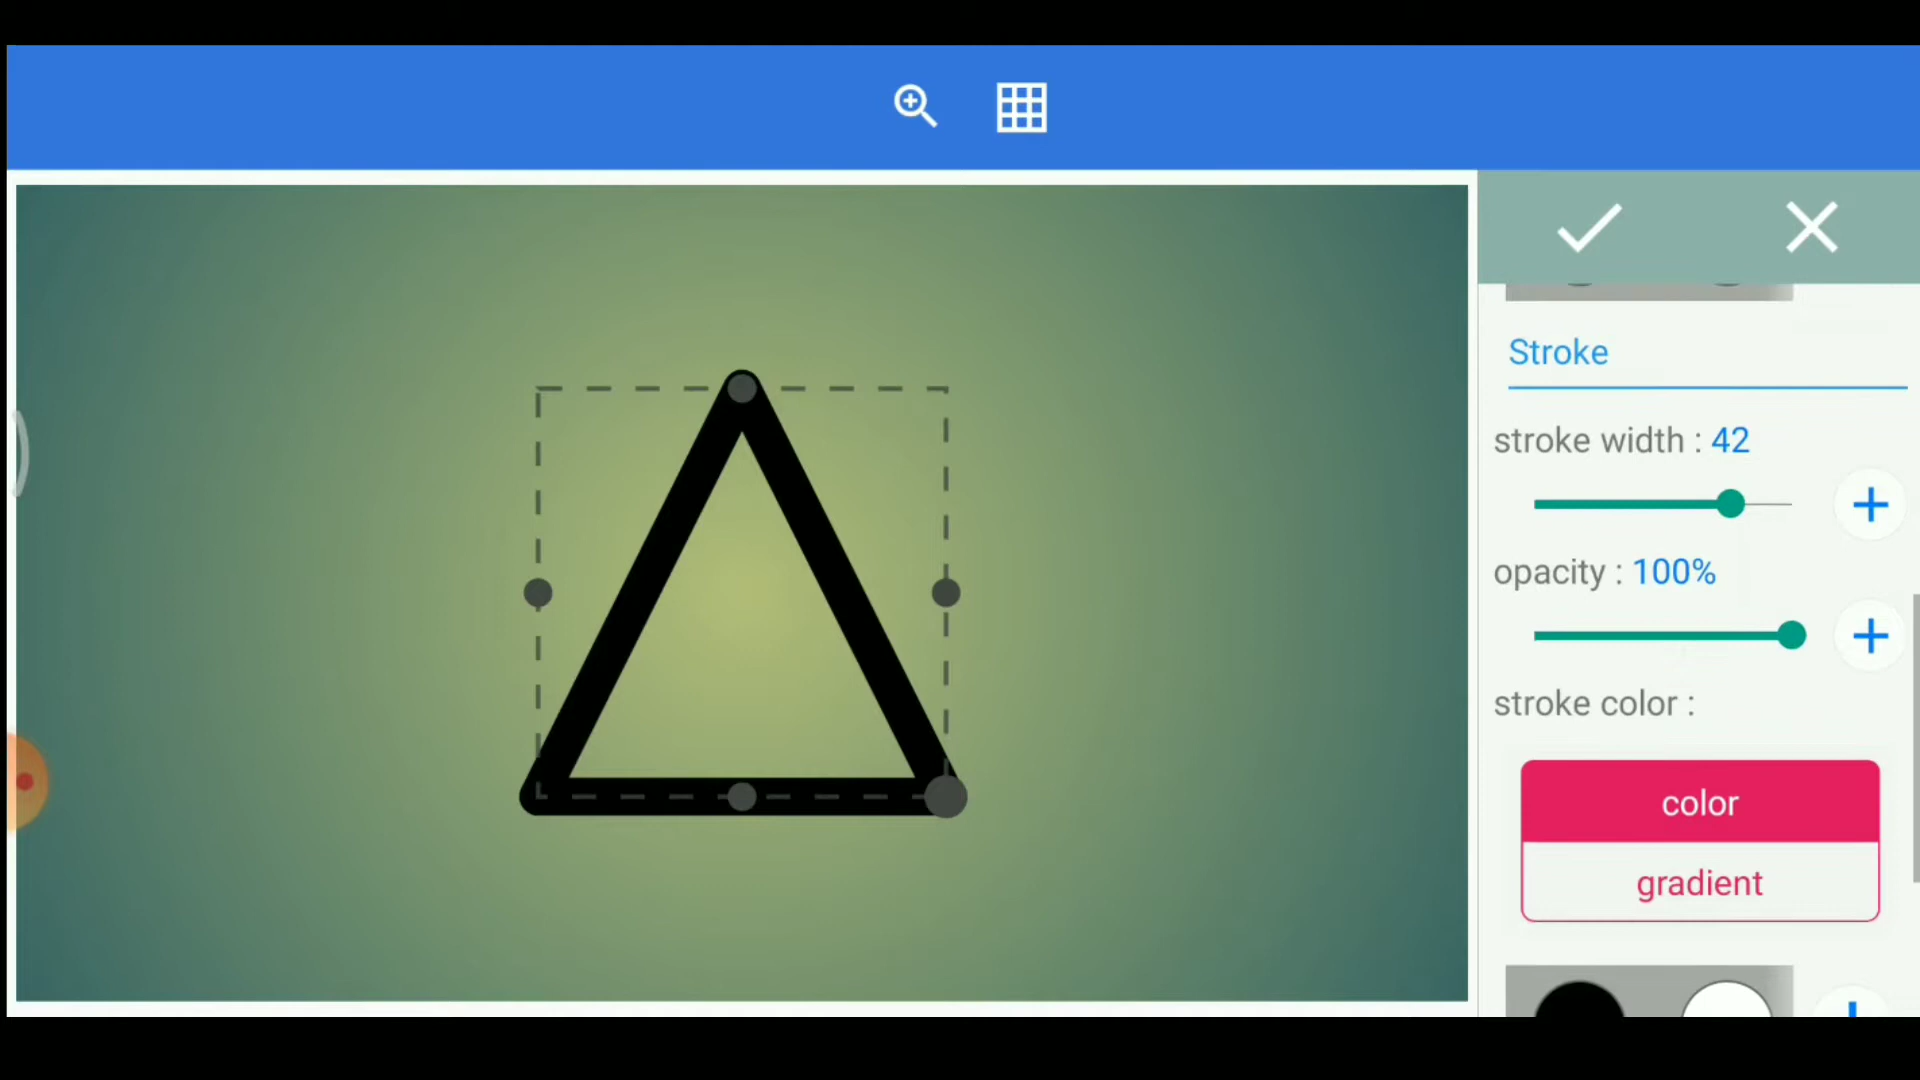 Stroke
stroke width : 42
opacity : 100%
stroke color :
color
gradient